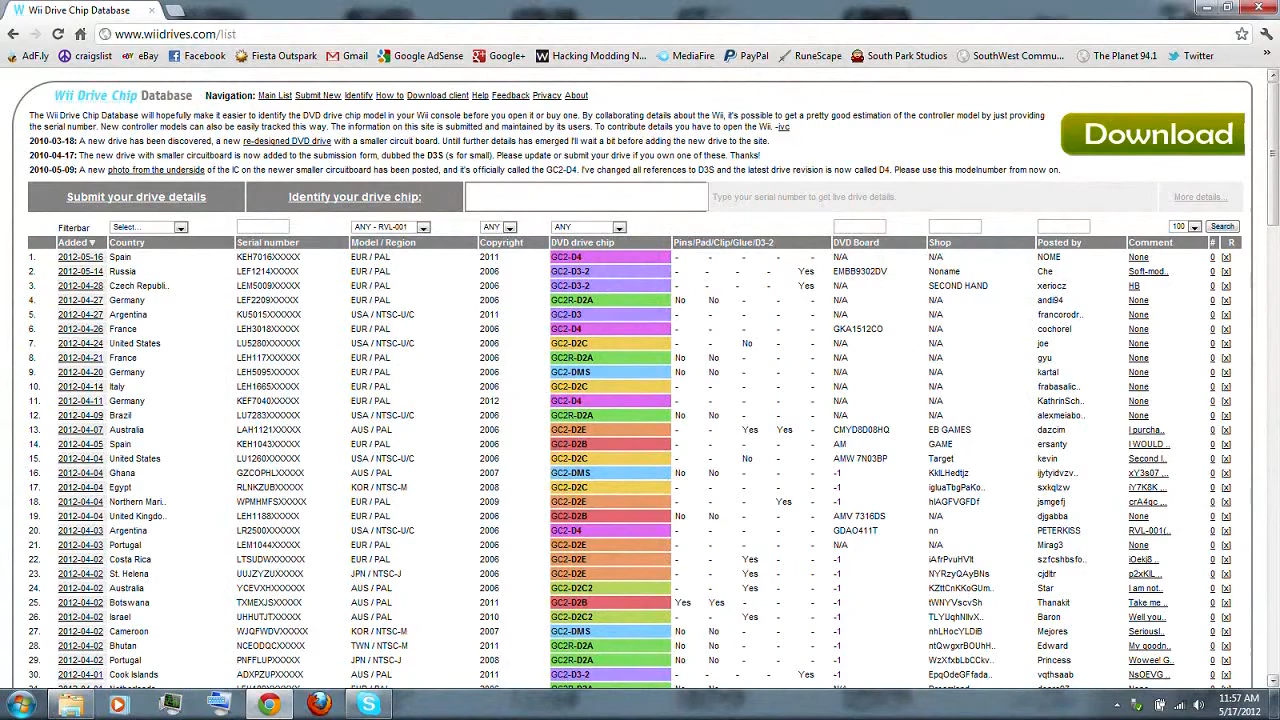 Wii Drive Chip Database
www.wiidrives.com/list
AdF.ly craigslist eBay Facebook Fiesta Outspark Gmail Google AdSense Google+ Hacking Modding N... MediaFire PayPal RuneScape South Park Studios SouthWest Commu... The Planet 94.1 Twitter
Wii Drive Chip Database Navigation: Main List Submit New Identify How to Download client Help Feedback Privacy About
The Wii Drive Chip Database will hopefully make it easier to identify the DVD drive chip model in your Wii console before you open it or buy one. By collaborating details about the Wii, it's possible to get a pretty good estimation of the controller model by just providing
the serial number. New controller models can also be easily tracked this way. The information on this site is submitted and maintained by its users. To contribute details you have to open the Wii. -ivc
2010-03-18: A new drive has been discovered, a new re-designed DVD drive with a smaller circuit board. Until further details has emerged I'll wait a bit before adding the new drive to the site.
2010-04-17: The new drive with smaller circuitboard is now added to the submission form, dubbed the D3S (s for small). Please update or submit your drive if you own one of these. Thanks!
2010-05-09: A new photo from the underside of the IC on the newer smaller circuitboard has been posted, and it's officially called the GC2-D4. I've changed all references to D3S and the latest drive revision is now called D4. Please use this modelnumber from now on.
Download
Submit your drive details Identify your drive chip: Type your serial number to get live drive details. More details...
Filterbar Select... ANY - RVL-001 ANY ANY 100 Search
Added▼ Country Serial number Model / Region Copyright DVD drive chip Pins/Pad/Clip/Glue/D3-2 DVD Board Shop Posted by Comment # R
1. 2012-05-16 Spain KEH7016XXXXX EUR / PAL 2011 GC2-D4 - - - - - N/A N/A NOME None 0 [x]
2. 2012-05-14 Russia LEF1214XXXXX EUR / PAL 2006 GC2-D3-2 - - - - Yes EMBB9302DV Noname Che Soft-mod.. 0 [x]
3. 2012-04-28 Czech Republi.. LEM5009XXXXX EUR / PAL 2006 GC2-D3-2 - - - - Yes N/A SECOND HAND xeriocz HB 0 [x]
4. 2012-04-27 Germany LEF2209XXXXX EUR / PAL 2006 GC2R-D2A No No - - - N/A N/A andi94 None 0 [x]
5. 2012-04-27 Argentina KU5015XXXXX USA / NTSC-U/C 2011 GC2-D3 - - - - - N/A N/A francorodr.. None 0 [x]
6. 2012-04-26 France LEH3018XXXXX EUR / PAL 2006 GC2-D4 - - - - - GKA1512CO N/A cochorel None 0 [x]
7. 2012-04-24 United States LU5280XXXXX USA / NTSC-U/C 2006 GC2-D2C - - No - - N/A N/A joe None 0 [x]
8. 2012-04-21 France LEH117XXXXX EUR / PAL 2006 GC2R-D2A No No - - - N/A N/A gyu None 0 [x]
9. 2012-04-20 Germany LEH5095XXXXX EUR / PAL 2006 GC2-DMS No No - - - N/A N/A kartal None 0 [x]
10. 2012-04-14 Italy LEH1665XXXXX EUR / PAL 2006 GC2-D2C - - - - - N/A N/A frabasalic.. None 0 [x]
11. 2012-04-11 Germany KEF7040XXXXX EUR / PAL 2012 GC2-D4 - - - - - N/A N/A KathrinSch.. None 0 [x]
12. 2012-04-09 Brazil LU7283XXXXX USA / NTSC-U/C 2006 GC2R-D2A No No - - - N/A N/A alexmeiabo.. None 0 [x]
13. 2012-04-07 Australia LAH1121XXXXX EUR / PAL 2006 GC2-D2E - - Yes Yes - CMYD8D08HQ EB GAMES dazcim I purcha.. 0 [x]
14. 2012-04-05 Spain KEH1043XXXXX EUR / PAL 2006 GC2-D2B - - - - - AM GAME ersanty I WOULD .. 0 [x]
15. 2012-04-05 United States LU1260XXXXX USA / NTSC-U/C 2006 GC2-D2C - - No - - AMW 7N03BP Target kevin Second I.. 0 [x]
16. 2012-04-04 Ghana GZCOPHLXXXXX AUS / PAL 2007 GC2-DMS No No - - - -1 KklLHedtjz ijytyidvzv.. xY3s07 .. 0 [x]
17. 2012-04-04 Egypt RLNKZUBXXXXX KOR / NTSC-M 2008 GC2-D2C - - - - - -1 igluaTbgPaKo.. sxkqlzw IY7K8K .. 0 [x]
18. 2012-04-04 Northern Mari.. WPMHMFSXXXXX EUR / PAL 2009 GC2-D2E - - - Yes - -1 hIAGFVGFDf jsmgefj crA4qc .. 0 [x]
19. 2012-04-04 United Kingdo.. LEH1188XXXXX EUR / PAL 2006 GC2-D2B No No - - - AMV 7316DS N/A djgabba None 0 [x]
20. 2012-04-03 Argentina LR2500XXXXX USA / NTSC-U/C 2006 GC2-D4 - - - - - GDAO411T nn PETERKISS RVL-001(.. 0 [x]
21. 2012-04-03 Portugal LEM1044XXXXX EUR / PAL 2006 GC2-D2E - - - - - N/A N/A Mirag3 None 0 [x]
22. 2012-04-02 Costa Rica LTSUDWXXXXX EUR / PAL 2006 GC2-D2E - - Yes - - -1 iAfrPvuHVlt szfcshbsfo.. iOekj8 .. 0 [x]
23. 2012-04-02 St. Helena UUJZYZUXXXXX JPN / NTSC-J 2006 GC2-D2E - - Yes - - -1 NYRzyQAyBNs cjdltr p2xKIL .. 0 [x]
24. 2012-04-02 Australia YCEVXHXXXXX AUS / PAL 2006 GC2-D2C2 - - Yes - - -1 KZttCnKKoGUm.. Star I am not.. 0 [x]
25. 2012-04-02 Botswana TXMEXJSXXXXX AUS / PAL 2011 GC2-D2B Yes Yes - - - -1 tWNYVscvSh Thanakit Take me .. 0 [x]
26. 2012-04-02 Israel UHHUTJTXXXXX AUS / PAL 2010 GC2-D2C2 - - Yes - - -1 TLYUqhNIlvX.. Baron Well you.. 0 [x]
27. 2012-04-02 Cameroon WJQFWDVXXXXX KOR / NTSC-M 2007 GC2-DMS No No - - - -1 nhLHocYLDiB Mejores Seriousl.. 0 [x]
28. 2012-04-02 Bhutan NCEODQCXXXXX TWN / NTSC-M 2011 GC2R-D2A No No - - - -1 ntQwgxrBOUhH.. Edward My goodn.. 0 [x]
29. 2012-04-02 Portugal PNFFLUPXXXXX JPN / NTSC-J 2008 GC2R-D2A No No - - - -1 WzXfxbLbCCkv.. Princess Wowee! G.. 0 [x]
30. 2012-04-01 Cook Islands ADXPZUPXXXXX EUR / PAL 2011 GC2-D3-2 - - - - Yes -1 EpqOdeGFfada.. vqthsaab NsOEVG .. 0 [x]
11:57 AM
5/17/2012